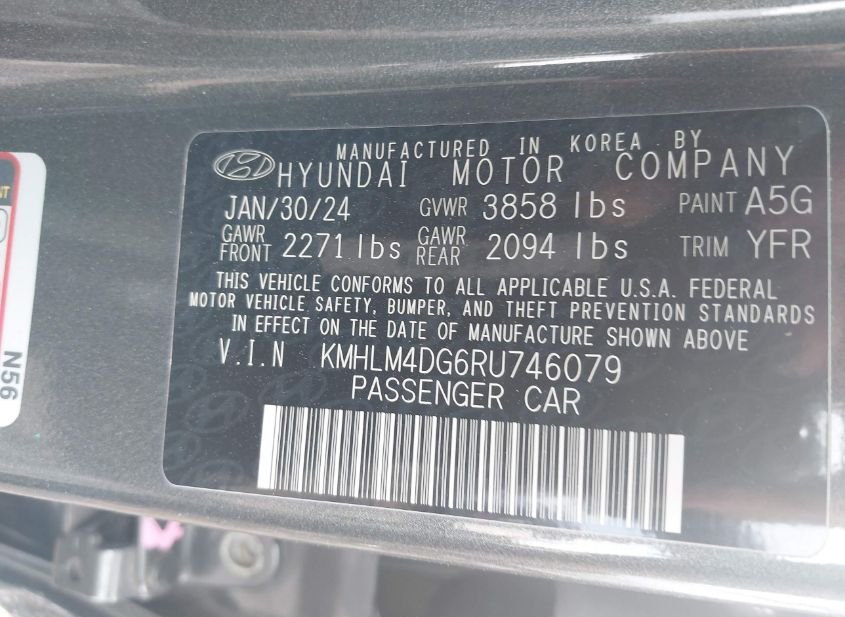 MANUFACTURED IN KOREA BY
HYUNDAI MOTOR COMPANY
JAN/30/24 GVWR 3858 lbs PAINT A5G
GAWR FRONT 2271 lbs GAWR REAR 2094 lbs TRIM YFR
THIS VEHICLE CONFORMS TO ALL APPLICABLE U.S.A. FEDERAL
MOTOR VEHICLE SAFETY, BUMPER, AND THEFT PREVENTION STANDARDS
IN EFFECT ON THE DATE OF MANUFACTURE SHOWN ABOVE
V.I.N KMHLM4DG6RU746079
PASSENGER CAR
N56